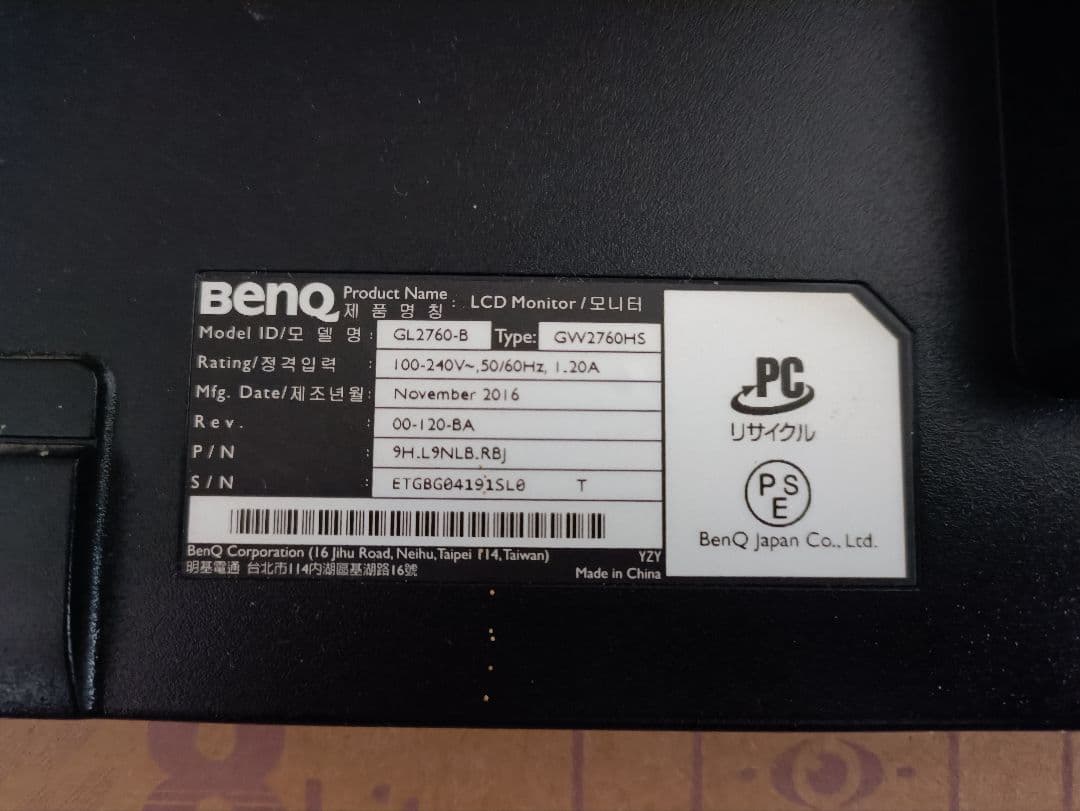 BenQ Product Name : LCD Monitor / 모니터
제 품 명 칭
Model ID/모 델 명 : GL2760-B Type: GW2760HS
Rating/정격입력 : 100-240V~,50/60Hz, 1.20A
Mfg. Date/제조년월: November 2016
Rev. : 00-120-BA
P/N : 9H.L9NLB.RBJ
S/N : ETGBG04191SL0 T
BenQ Corporation (16 Jihu Road, Neihu, Taipei 114, Taiwan) YZY
明基電通 台北市114內湖區基湖路16號 Made in China
PC
リサイクル
PSE
BenQ Japan Co., Ltd.